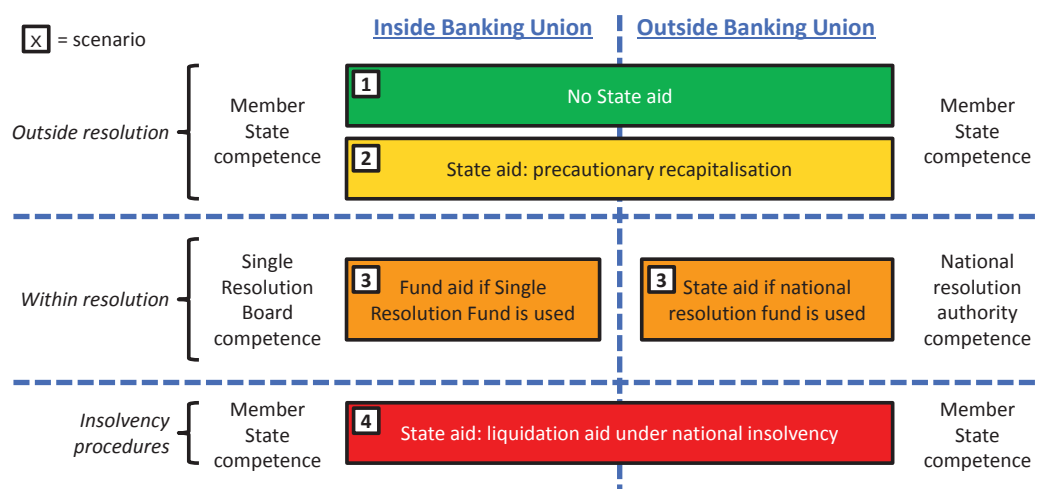 Inside Banking Union
Outside Banking Union
x = scenario
Outside resolution
Member
State
competence
1
No State aid
2
State aid: precautionary recapitalisation
Member
State
competence
Within resolution
Single
Resolution
Board
competence
3
Fund aid if Single
Resolution Fund is used
3
State aid if national
resolution fund is used
National
resolution
authority
competence
Insolvency
procedures
Member
State
competence
4
State aid: liquidation aid under national insolvency
Member
State
competence